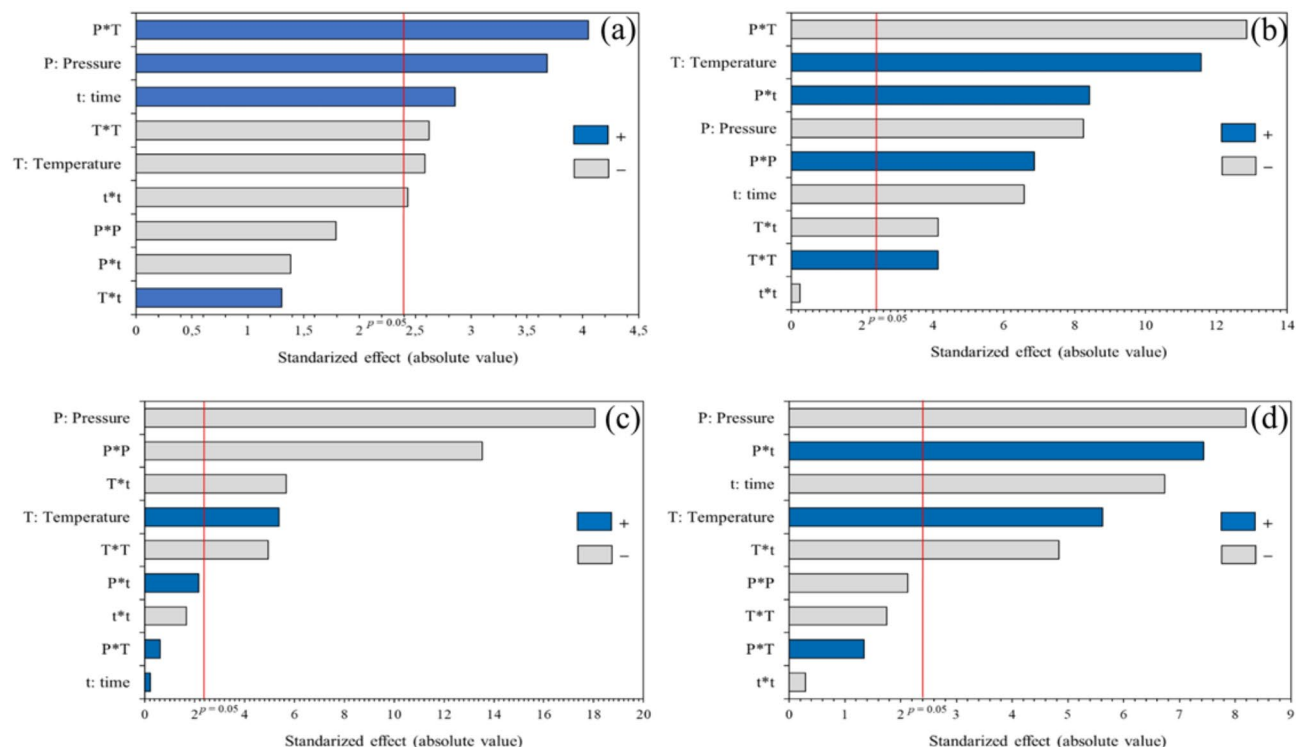 (a)
P*T
P: Pressure
t: time
T*T
T: Temperature
t*t
P*P
P*t
T*t
+
−
0 0,5 1 1,5 2 p = 0.05 2,5 3 3,5 4 4,5
Standarized effect (absolute value)
(b)
P*T
T: Temperature
P*t
P: Pressure
P*P
t: time
T*t
T*T
t*t
+
−
0 2 p = 0.05 4 6 8 10 12 14
Standarized effect (absolute value)
(c)
P: Pressure
P*P
T*t
T: Temperature
T*T
P*t
t*t
P*T
t: time
+
−
0 2 p = 0.05 4 6 8 10 12 14 16 18 20
Standarized effect (absolute value)
(d)
P: Pressure
P*t
t: time
T: Temperature
T*t
P*P
T*T
P*T
t*t
+
−
0 1 2 p = 0.05 3 4 5 6 7 8 9
Standarized effect (absolute value)